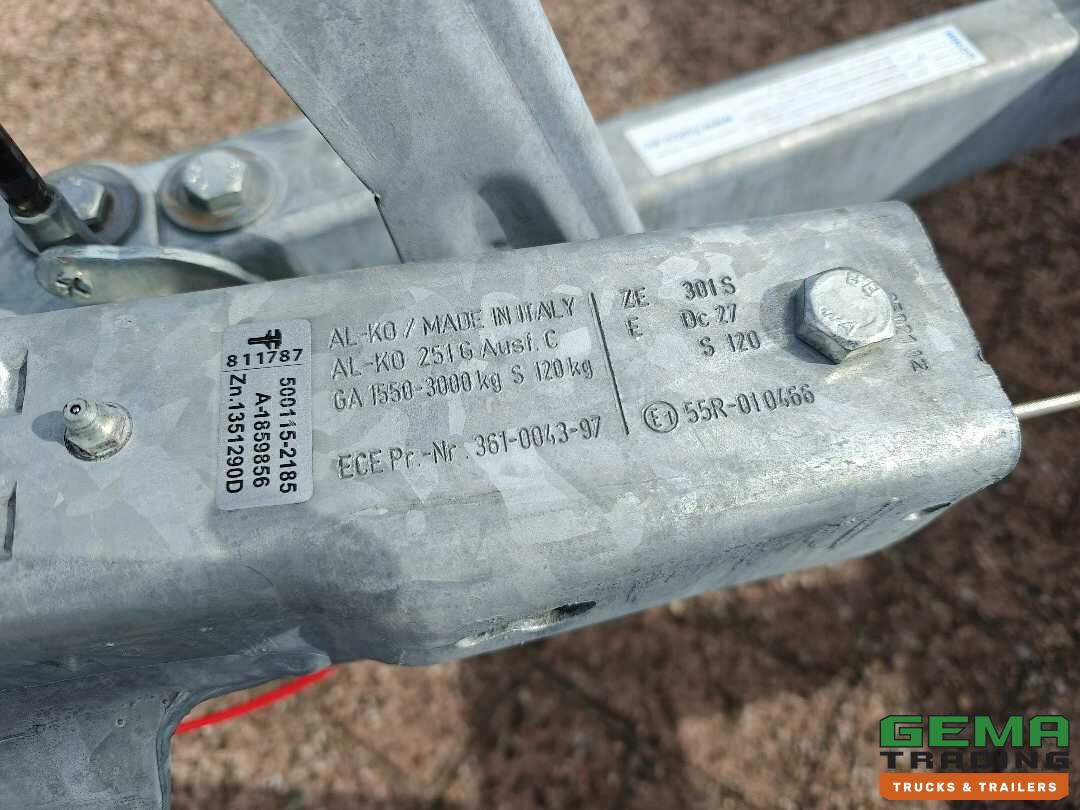 AL-KO / MADE IN ITALY
AL-KO 251G Ausf. C
GA 1550-3000 kg S 120 kg
ECE Pr.-Nr. 361-0043-97
ZE 301 S
E Dc 27
S 120
E1 55R-010466
811787
500115-2185
A-1859856
Zn.1351290D
GEMA
TRADING
TRUCKS & TRAILERS